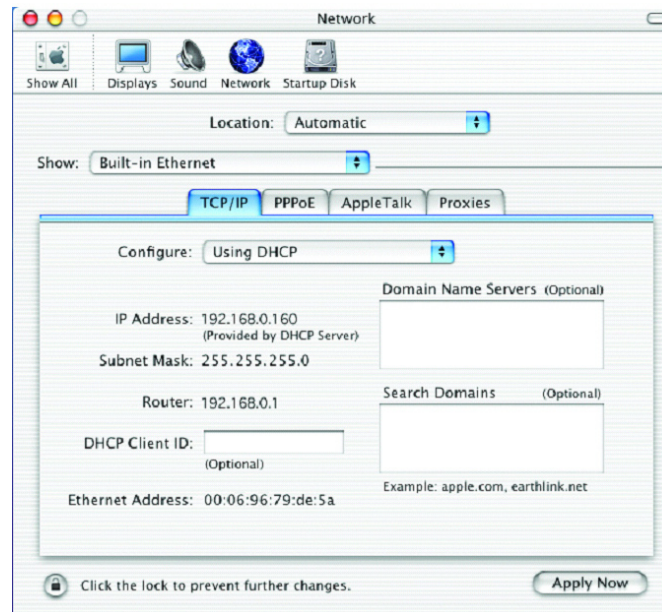 Network
Show All Displays Sound Network Startup Disk
Location: Automatic
Show: Built-in Ethernet
TCP/IP PPPoE AppleTalk Proxies
Configure: Using DHCP
Domain Name Servers (Optional)
IP Address: 192.168.0.160
(Provided by DHCP Server)
Subnet Mask: 255.255.255.0
Search Domains (Optional)
Router: 192.168.0.1
DHCP Client ID:
(Optional)
Example: apple.com, earthlink.net
Ethernet Address: 00:06:96:79:de:5a
Click the lock to prevent further changes.
Apply Now